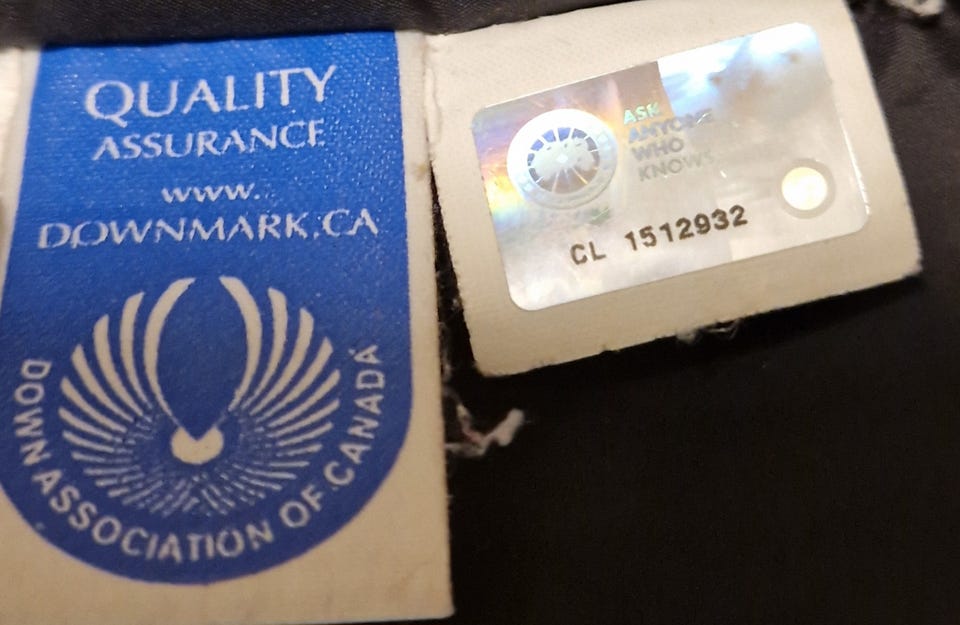 QUALITY
ASSURANCE
www.
DOWNMARK.CA
DOWN ASSOCIATION OF CANADA
ASK
ANYONE
WHO
KNOWS
CL 1512932